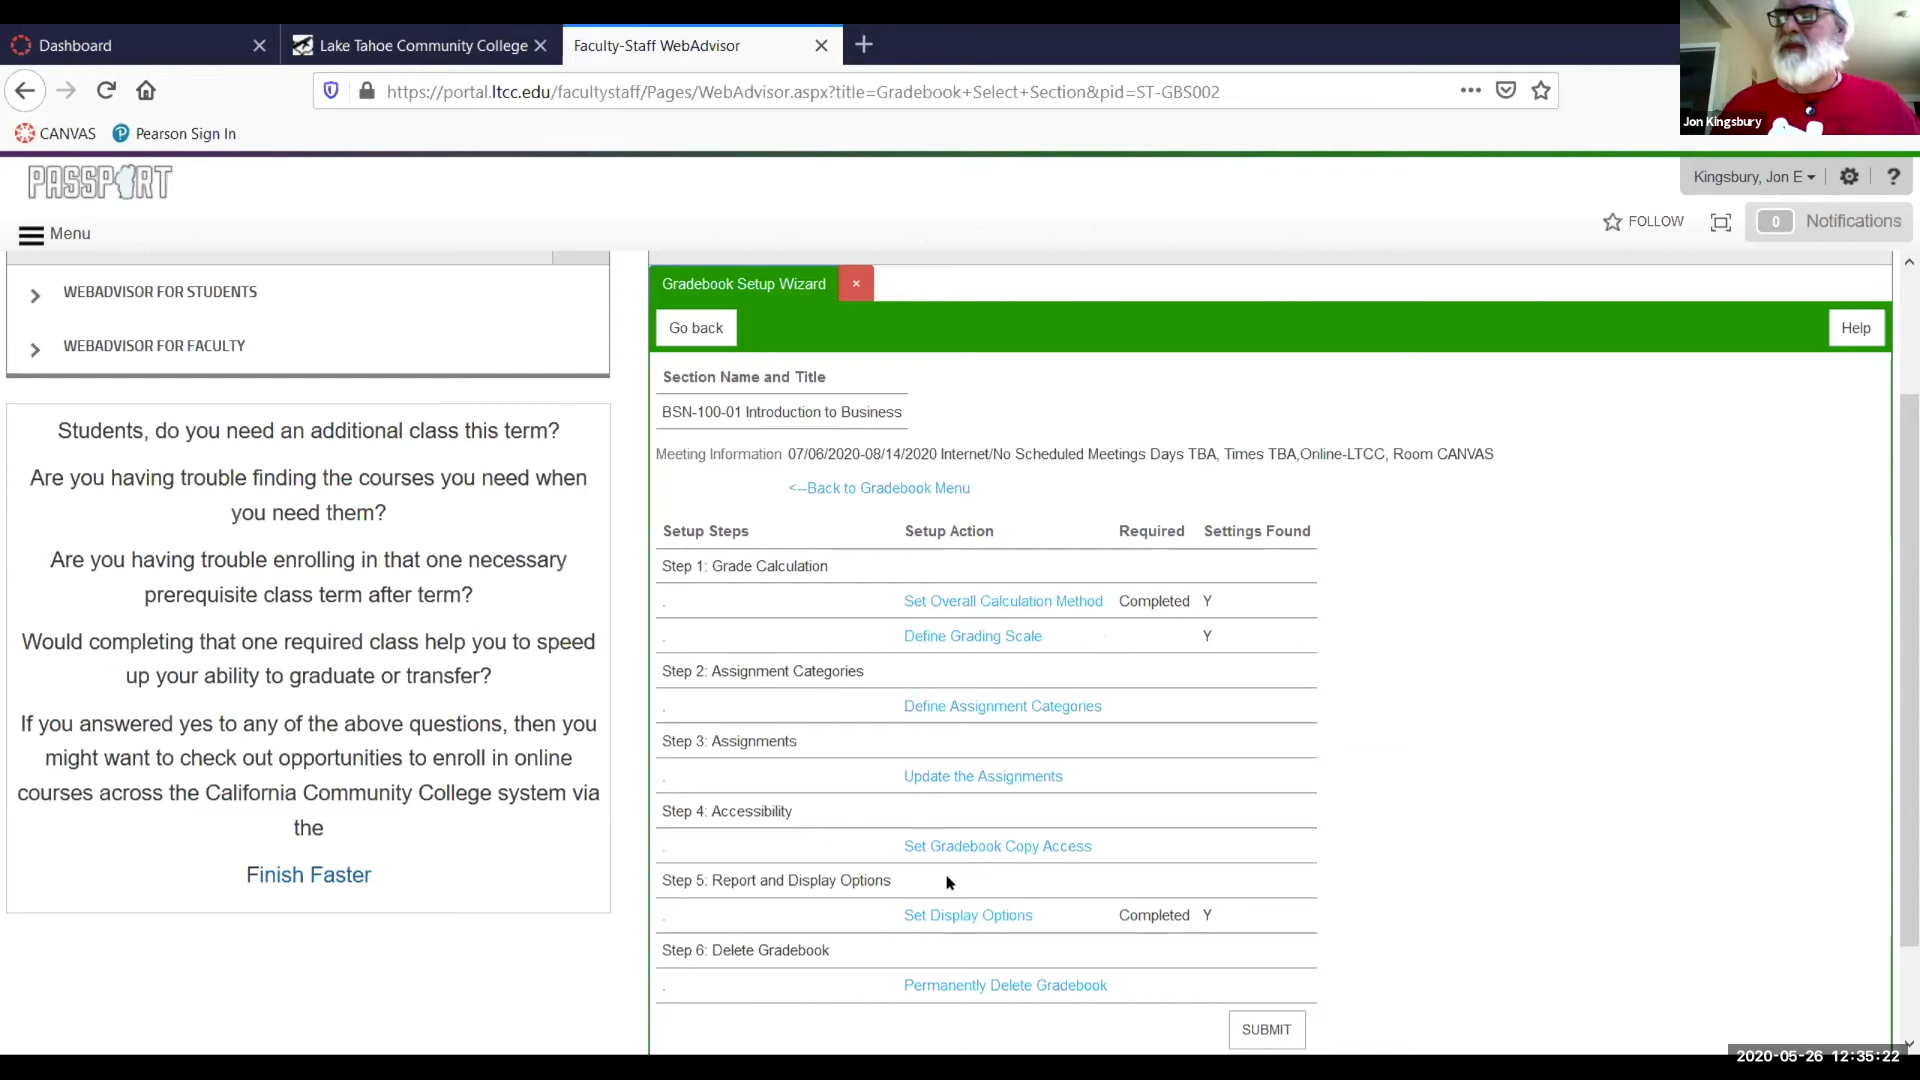 Dashboard
Lake Tahoe Community College
Faculty-Staff WebAdvisor
https://portal.ltcc.edu/facultystaff/Pages/WebAdvisor.aspx?title=Gradebook+Select+Section&pid=ST-GBS002
CANVAS
Pearson Sign In
Jon Kingsbury
PASSPORT
Kingsbury, Jon E
?
Menu
FOLLOW
0 Notifications
WEBADVISOR FOR STUDENTS
WEBADVISOR FOR FACULTY
Students, do you need an additional class this term?
Are you having trouble finding the courses you need when
you need them?
Are you having trouble enrolling in that one necessary
prerequisite class term after term?
Would completing that one required class help you to speed
up your ability to graduate or transfer?
If you answered yes to any of the above questions, then you
might want to check out opportunities to enroll in online
courses across the California Community College system via
the
Finish Faster
Gradebook Setup Wizard
Go back
Help
Section Name and Title
BSN-100-01 Introduction to Business
Meeting Information 07/06/2020-08/14/2020 Internet/No Scheduled Meetings Days TBA, Times TBA,Online-LTCC, Room CANVAS
<--Back to Gradebook Menu
Setup Steps Setup Action Required Settings Found
Step 1: Grade Calculation
. Set Overall Calculation Method Completed Y
. Define Grading Scale Y
Step 2: Assignment Categories
. Define Assignment Categories
Step 3: Assignments
. Update the Assignments
Step 4: Accessibility
. Set Gradebook Copy Access
Step 5: Report and Display Options
. Set Display Options Completed Y
Step 6: Delete Gradebook
. Permanently Delete Gradebook
SUBMIT
2020-05-26 12:35:22